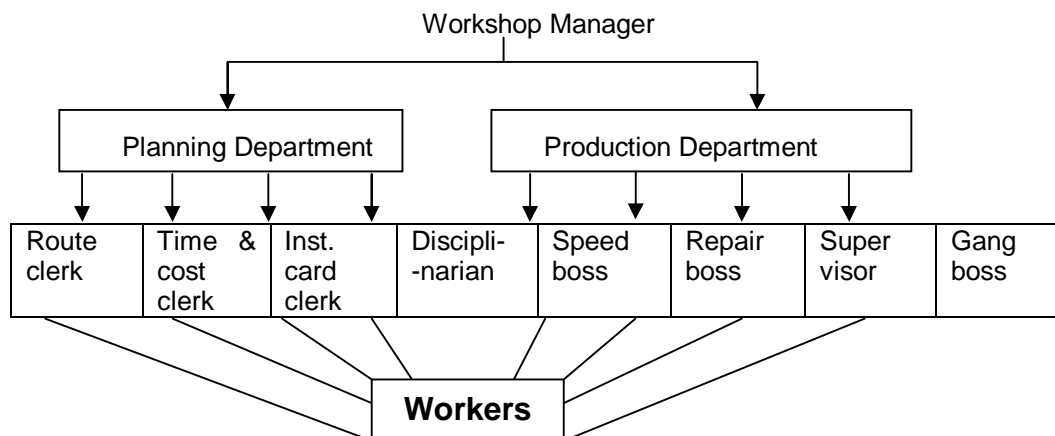 Workshop Manager
Planning Department
Production Department
Route
clerk
Time &
cost
clerk
Inst.
card
clerk
Discipli-
-narian
Speed
boss
Repair
boss
Super
visor
Gang
boss
Workers